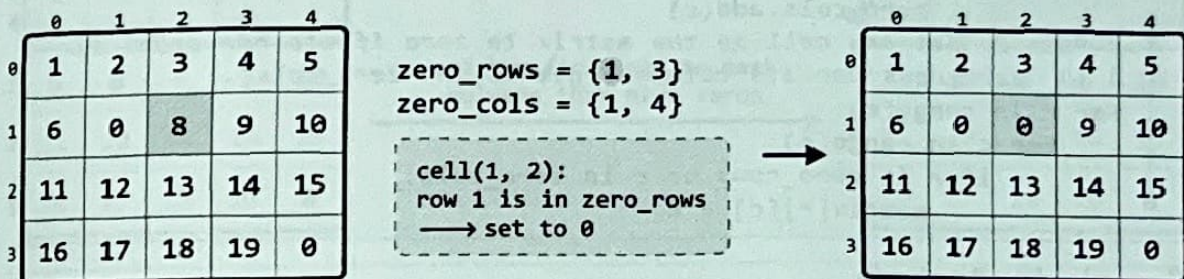 0 1 2 3 4
0 1 2 3 4 5
1 6 0 8 9 10
2 11 12 13 14 15
3 16 17 18 19 0
zero_rows = {1, 3}
zero_cols = {1, 4}
cell(1, 2):
row 1 is in zero_rows
⟶ set to 0
0 1 2 3 4
0 1 2 3 4 5
1 6 0 0 9 10
2 11 12 13 14 15
3 16 17 18 19 0